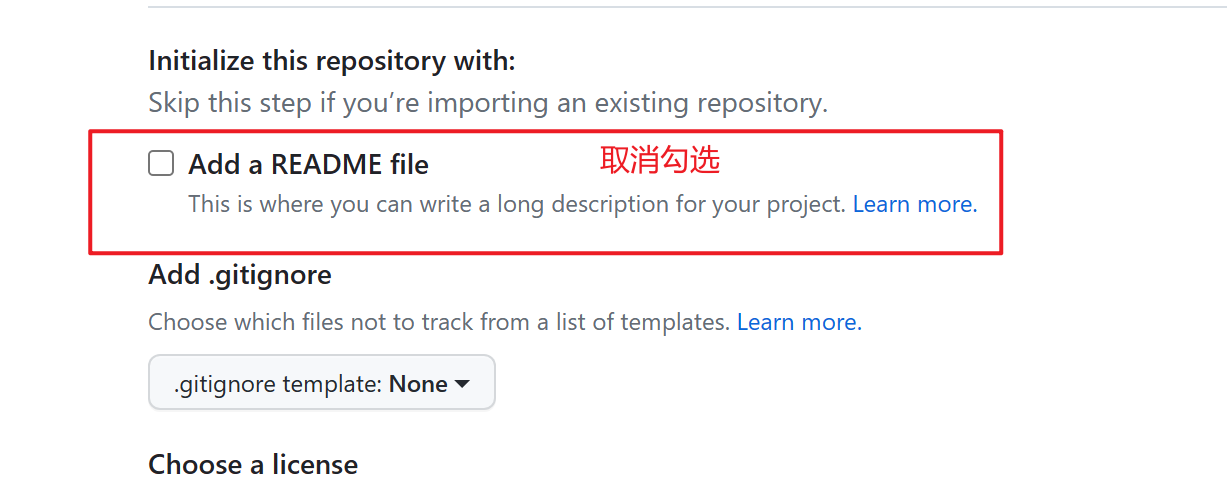 Initialize this repository with:
Skip this step if you’re importing an existing repository.
Add a README file
取消勾选
This is where you can write a long description for your project. Learn more.
Add .gitignore
Choose which files not to track from a list of templates. Learn more.
.gitignore template: None
Choose a license